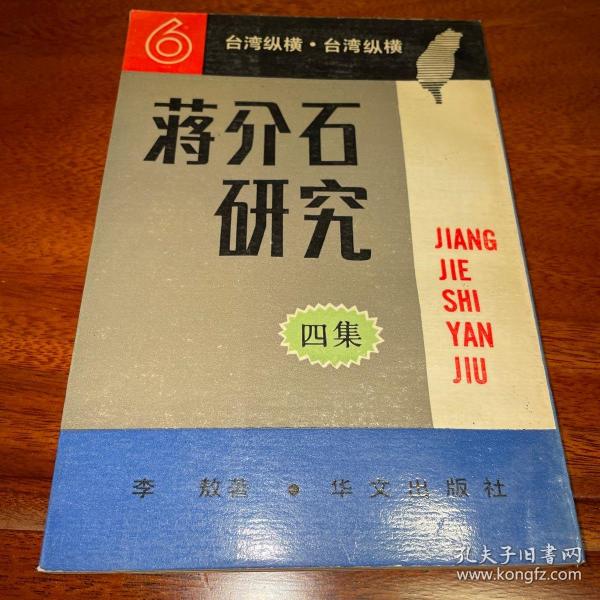 6
台湾纵横·台湾纵横
蒋介石
研究
四集
JIANG
JIE
SHI
YAN
JIU
李 敖著 • 华文出版社
孔夫子旧书网
www.kongfz.com